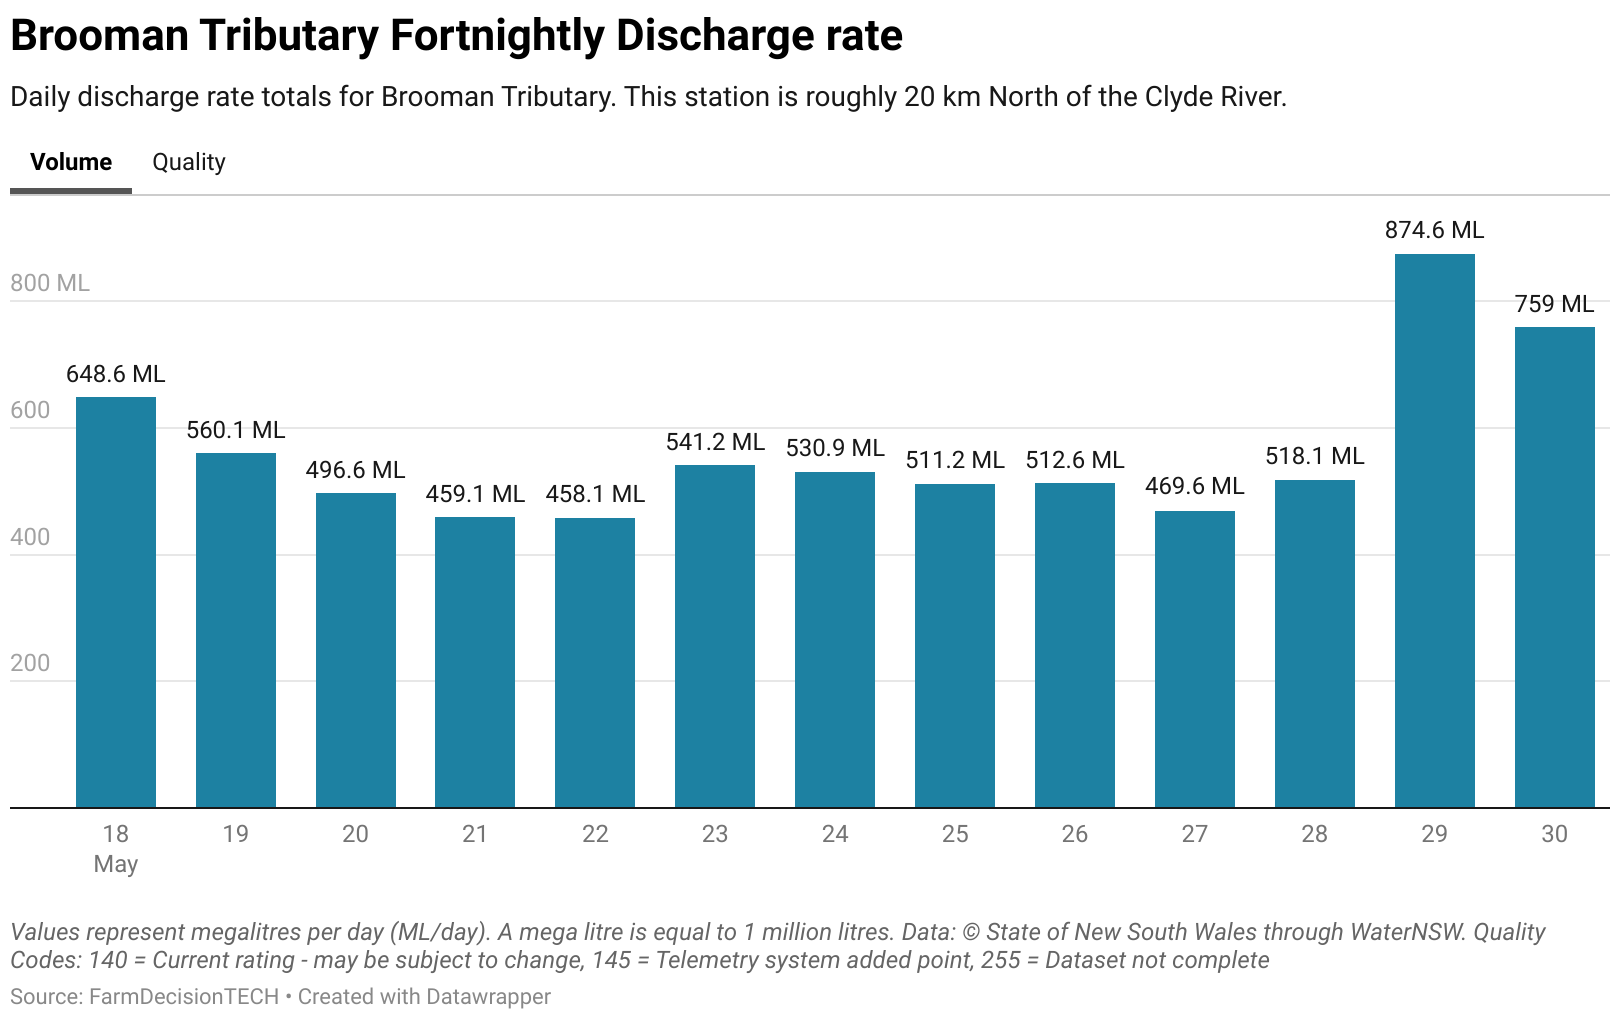 Brooman Tributary Fortnightly Discharge rate
Daily discharge rate totals for Brooman Tributary. This station is roughly 20 km North of the Clyde River.
Volume Quality
874.6 ML
800 ML
759 ML
648.6 ML
600
560.1 ML
541.2 ML
530.9 ML
511.2 ML
512.6 ML
518.1 ML
496.6 ML
469.6 ML
459.1 ML
458.1 ML
400
200
18 19 20 21 22 23 24 25 26 27 28 29 30
May
Values represent megalitres per day (ML/day). A mega litre is equal to 1 million litres. Data: © State of New South Wales through WaterNSW. Quality
Codes: 140 = Current rating - may be subject to change, 145 = Telemetry system added point, 255 = Dataset not complete
Source: FarmDecisionTECH • Created with Datawrapper